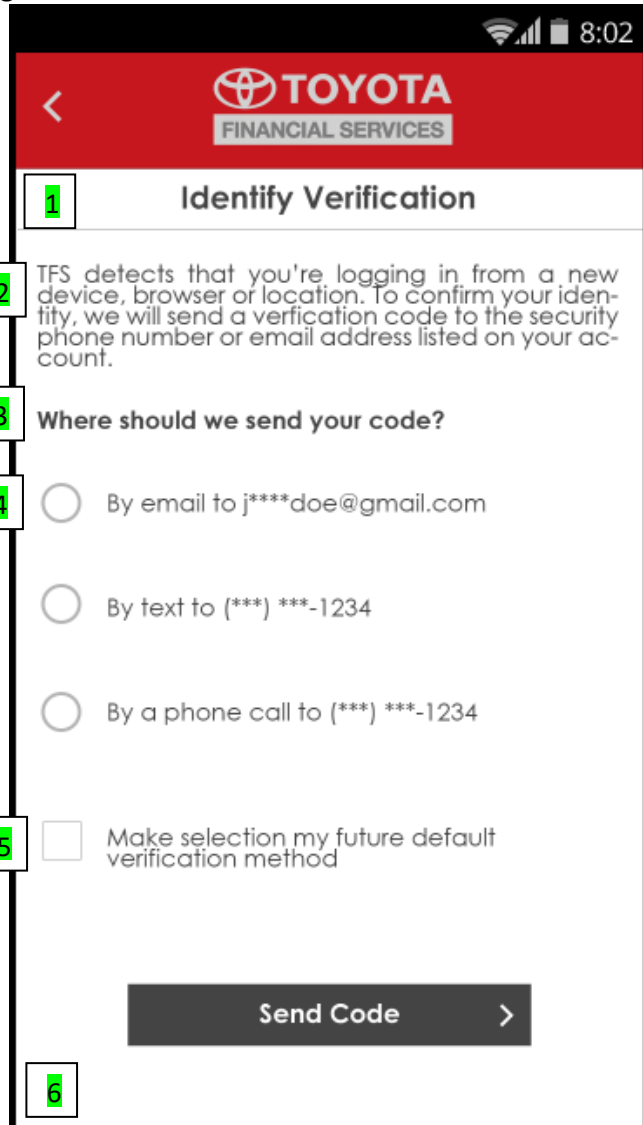 8:02
TOYOTA
FINANCIAL SERVICES
1
Identify Verification
2
TFS detects that you're logging in from a new
device, browser or location. To confirm your iden-
tity, we will send a verfication code to the security
phone number or email address listed on your ac-
count.
3
Where should we send your code?
4
By email to j****doe@gmail.com
By text to (***) ***-1234
By a phone call to (***) ***-1234
5
Make selection my future default
verification method
Send Code
6